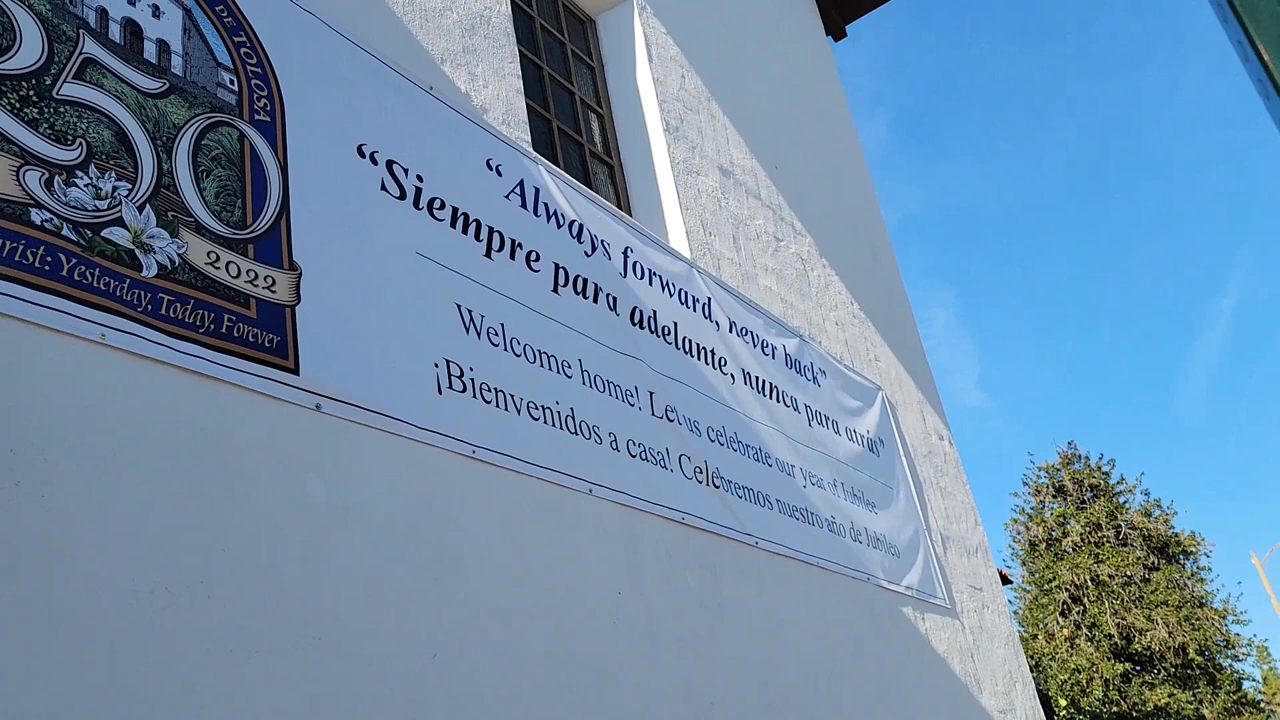 DE TOLOSA
250
2022
Yesterday, Today, Forever
“Always forward, never back”
“Siempre para adelante, nunca para atrás”
Welcome home! Let us celebrate our year of Jubilee
¡Bienvenidos a casa! Celebremos nuestro año de Jubileo